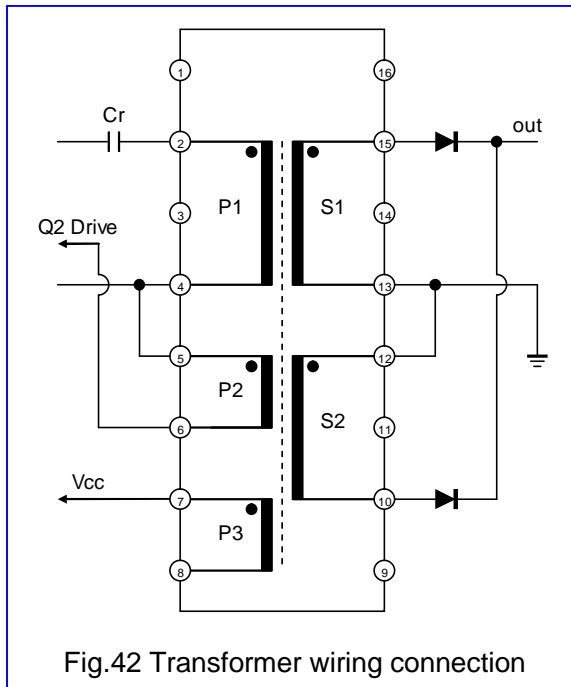 1
16
Cr
out
2
15
P1
S1
3
14
Q2 Drive
4
13
5
12
P2
S2
6
11
Vcc
7
10
P3
8
9
Fig.42 Transformer wiring connection